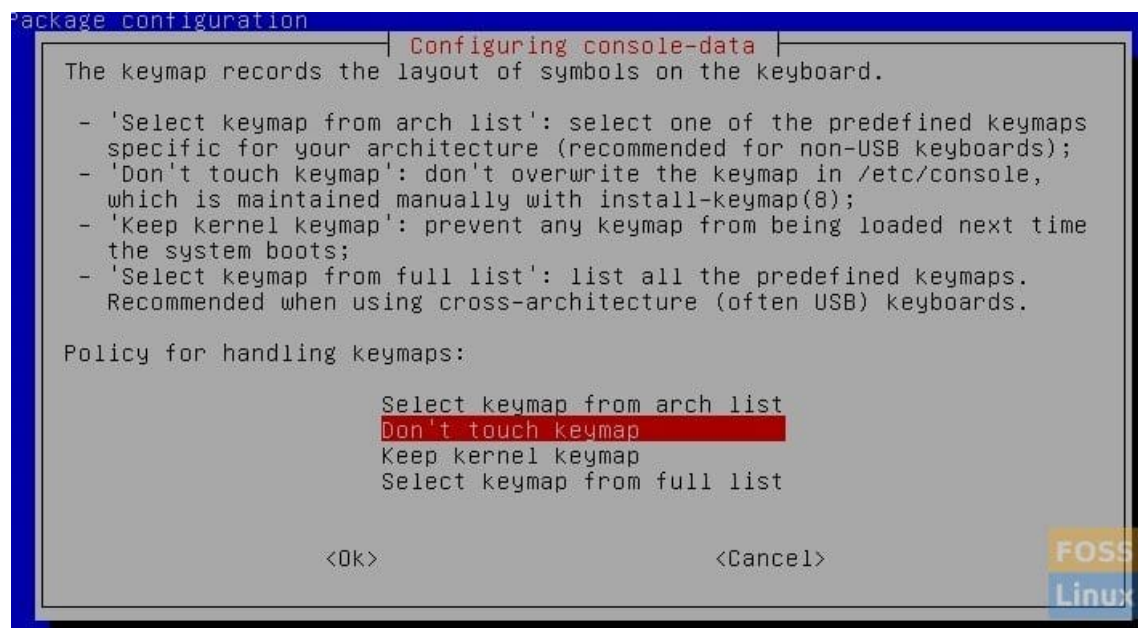 Package configuration
Configuring console-data
The keymap records the layout of symbols on the keyboard.
- 'Select keymap from arch list': select one of the predefined keymaps
specific for your architecture (recommended for non-USB keyboards);
- 'Don't touch keymap': don't overwrite the keymap in /etc/console,
which is maintained manually with install-keymap(8);
- 'Keep kernel keymap': prevent any keymap from being loaded next time
the system boots;
- 'Select keymap from full list': list all the predefined keymaps.
Recommended when using cross-architecture (often USB) keyboards.
Policy for handling keymaps:
Select keymap from arch list
Don't touch keymap
Keep kernel keymap
Select keymap from full list
<Ok> <Cancel>
FOSS
Linux